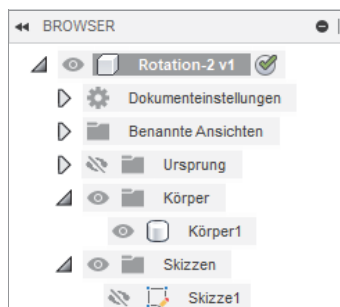 BROWSER
Rotation-2 v1
Dokumenteinstellungen
Benannte Ansichten
Ursprung
Körper
Körper1
Skizzen
Skizze1